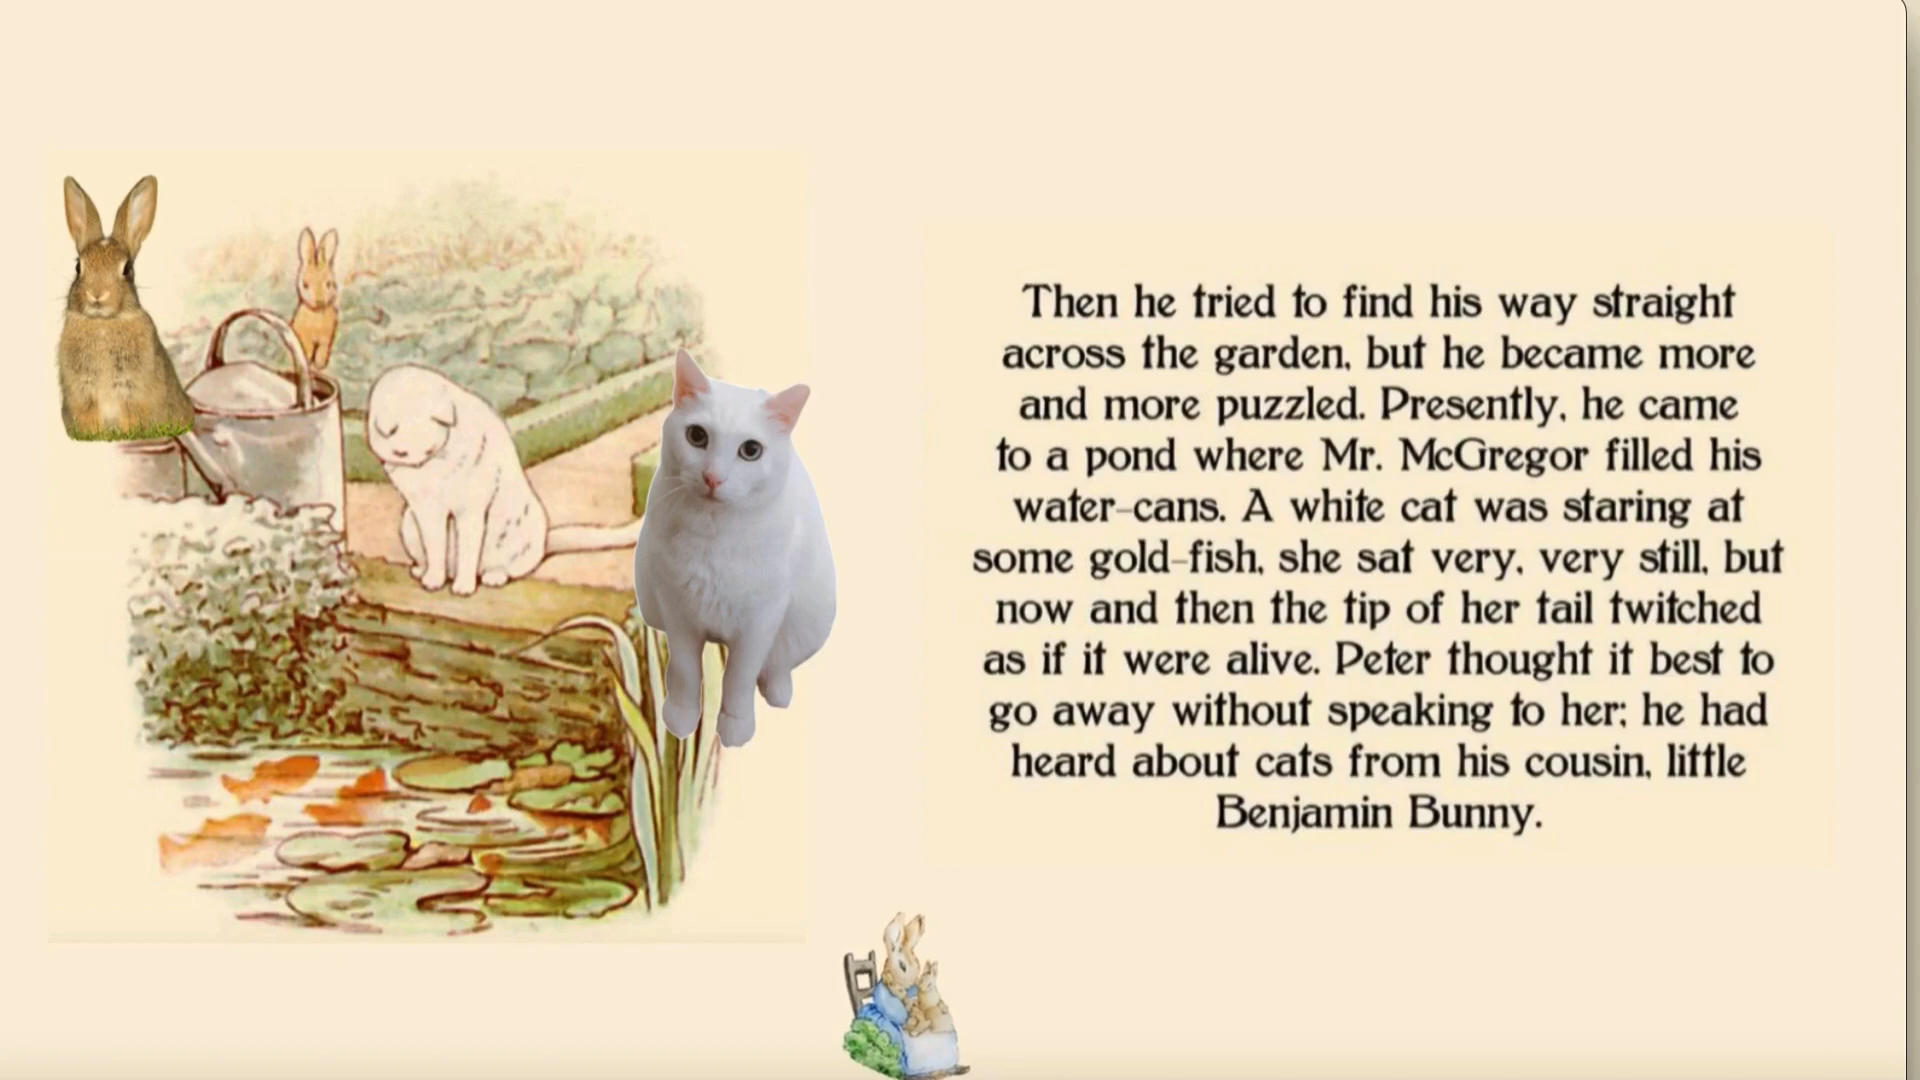 Then he tried to find his way straight
across the garden, but he became more
and more puzzled. Presently, he came
to a pond where Mr. McGregor filled his
water-cans. A white cat was staring at
some gold-fish, she sat very, very still, but
now and then the tip of her tail twitched
as if it were alive. Peter thought it best to
go away without speaking to her; he had
heard about cats from his cousin, little
Benjamin Bunny.